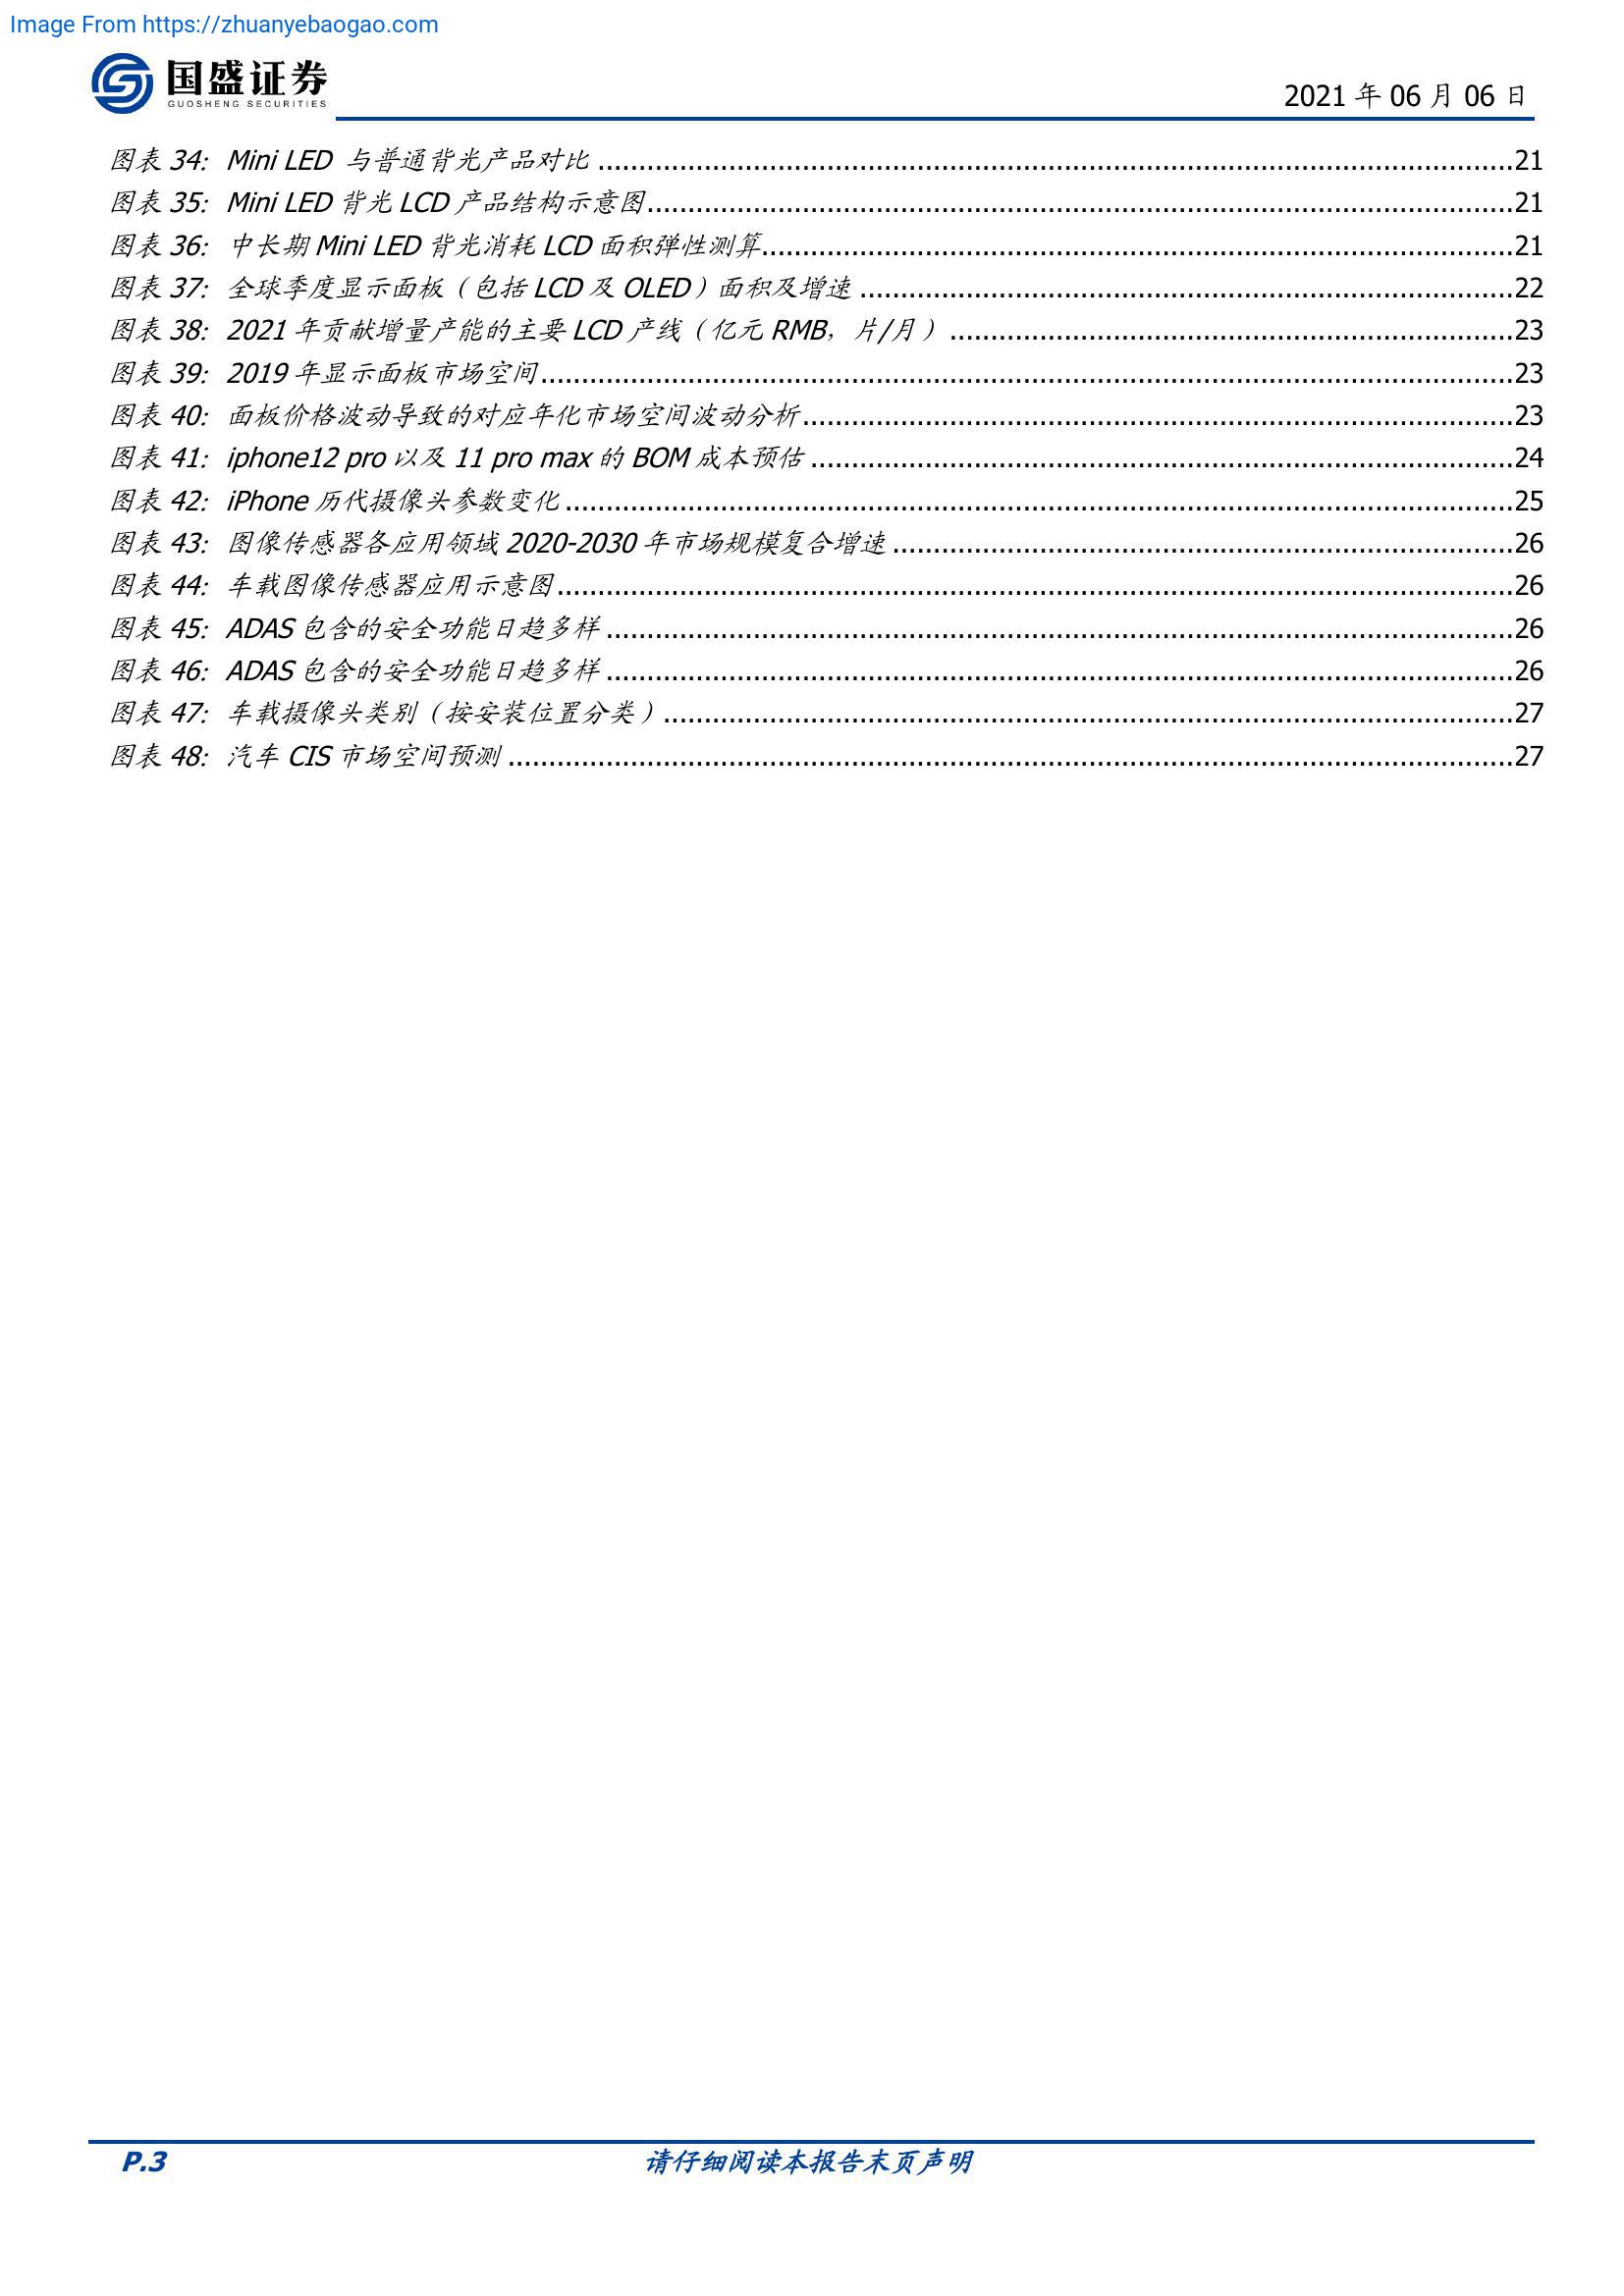 Image From https://zhuanyebaogao.com
国盛证券
GUOSHENG SECURITIES
2021 年 06 月 06 日
图表 34: Mini LED 与普通背光产品对比 ........................................................................................................21
图表 35: Mini LED 背光 LCD 产品结构示意图........................................................................................................21
图表 36: 中长期 Mini LED 背光消耗 LCD 面积弹性测算........................................................................................................21
图表 37: 全球季度显示面板（包括 LCD 及 OLED）面积及增速 ........................................................................................................22
图表 38: 2021 年贡献增量产能的主要 LCD 产线（亿元 RMB，片/月） ........................................................................................................23
图表 39: 2019 年显示面板市场空间........................................................................................................23
图表 40: 面板价格波动导致的对应年化市场空间波动分析........................................................................................................23
图表 41: iphone12 pro 以及 11 pro max 的 BOM 成本预估 ........................................................................................................24
图表 42: iPhone 历代摄像头参数变化 ........................................................................................................25
图表 43: 图像传感器各应用领域 2020-2030 年市场规模复合增速 ........................................................................................................26
图表 44: 车载图像传感器应用示意图 ........................................................................................................26
图表 45: ADAS 包含的安全功能日趋多样 ........................................................................................................26
图表 46: ADAS 包含的安全功能日趋多样 ........................................................................................................26
图表 47: 车载摄像头类别（按安装位置分类）........................................................................................................27
图表 48: 汽车 CIS 市场空间预测 ........................................................................................................27
P.3
请仔细阅读本报告末页声明